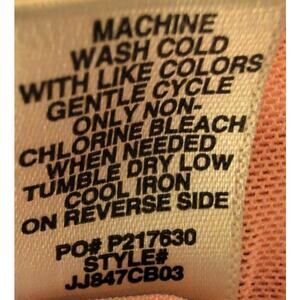 MACHINE
WASH COLD
WITH LIKE COLORS
GENTLE CYCLE
ONLY NON-
CHLORINE BLEACH
WHEN NEEDED
TUMBLE DRY LOW
COOL IRON
ON REVERSE SIDE
PO# P217630
STYLE#
JJ847CB03